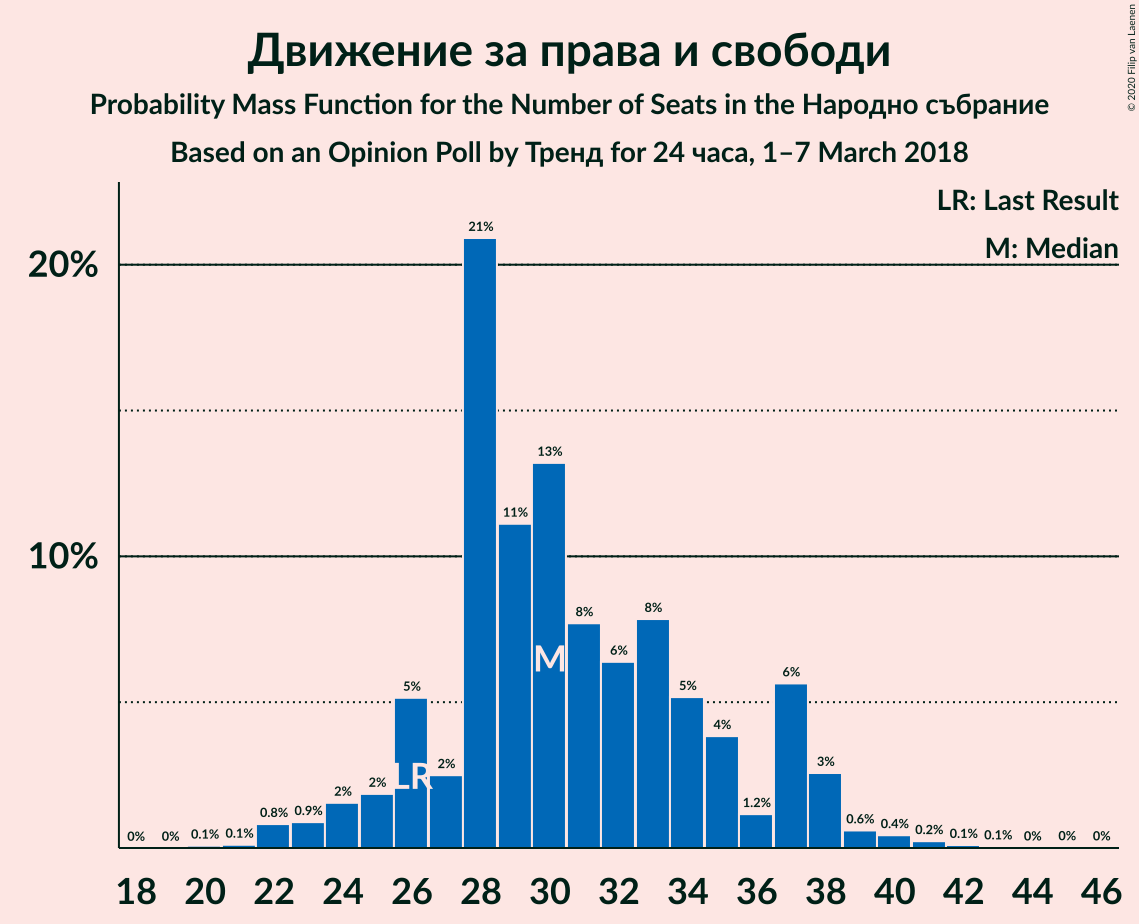 Движение за права и свободи
Probability Mass Function for the Number of Seats in the Народно събрание
Based on an Opinion Poll by Тренд for 24 часа, 1–7 March 2018
© 2020 Filip van Laenen
LR: Last Result
M: Median
20%
10%
0% 0% 0.1% 0.1% 0.8% 0.9% 2% 2% 5% 2% 21% 11% 13% 8% 6% 8% 5% 4% 1.2% 6% 3% 0.6% 0.4% 0.2% 0.1% 0.1% 0% 0% 0%
LR M
18 20 22 24 26 28 30 32 34 36 38 40 42 44 46